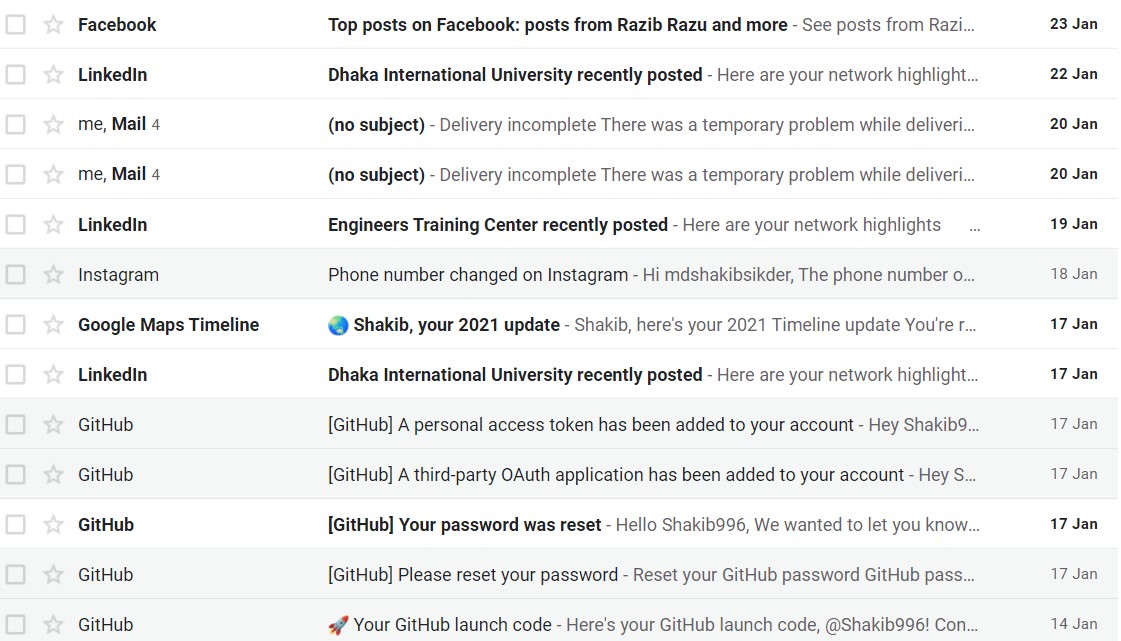 Facebook Top posts on Facebook: posts from Razib Razu and more - See posts from Razi... 23 Jan
LinkedIn Dhaka International University recently posted - Here are your network highlight... 22 Jan
me, Mail 4 (no subject) - Delivery incomplete There was a temporary problem while deliveri... 20 Jan
me, Mail 4 (no subject) - Delivery incomplete There was a temporary problem while deliveri... 20 Jan
LinkedIn Engineers Training Center recently posted - Here are your network highlights ... 19 Jan
Instagram Phone number changed on Instagram - Hi mdshakibsikder, The phone number o... 18 Jan
Google Maps Timeline 🌏 Shakib, your 2021 update - Shakib, here's your 2021 Timeline update You're r... 17 Jan
LinkedIn Dhaka International University recently posted - Here are your network highlight... 17 Jan
GitHub [GitHub] A personal access token has been added to your account - Hey Shakib9... 17 Jan
GitHub [GitHub] A third-party OAuth application has been added to your account - Hey S... 17 Jan
GitHub [GitHub] Your password was reset - Hello Shakib996, We wanted to let you know... 17 Jan
GitHub [GitHub] Please reset your password - Reset your GitHub password GitHub pass... 17 Jan
GitHub 🚀 Your GitHub launch code - Here's your GitHub launch code, @Shakib996! Con... 14 Jan